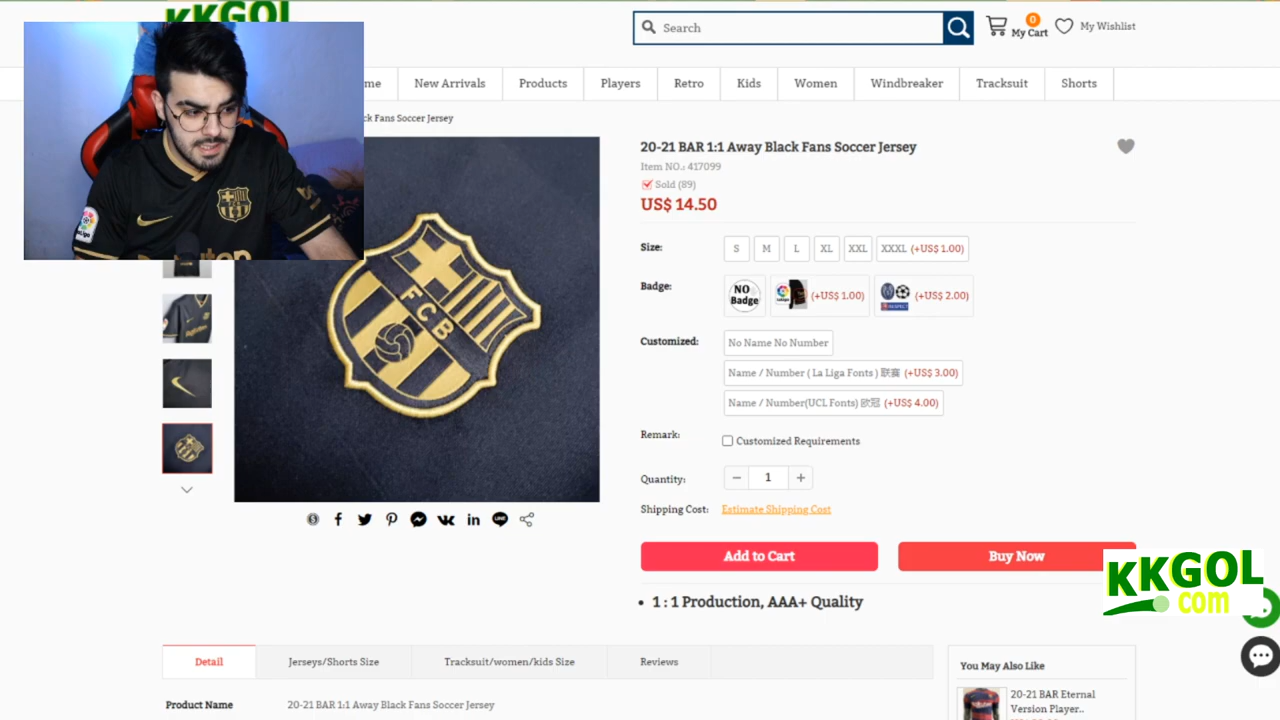 KKGOL
Search
0
My Cart
My Wishlist
me
New Arrivals
Products
Players
Retro
Kids
Women
Windbreaker
Tracksuit
Shorts
Black Fans Soccer Jersey
20-21 BAR 1:1 Away Black Fans Soccer Jersey
Item NO.: 417099
Sold (89)
US$ 14.50
Size:
S
M
L
XL
XXL
XXXL (+US$ 1.00)
Badge:
NO Badge
(+US$ 1.00)
RESPECT
(+US$ 2.00)
FCB
Customized:
No Name No Number
Name / Number ( La Liga Fonts ) 联赛 (+US$ 3.00)
Name / Number(UCL Fonts) 欧冠 (+US$ 4.00)
Remark:
Customized Requirements
Quantity:
1
Shipping Cost:
Estimate Shipping Cost
Add to Cart
Buy Now
KKGOL
com
• 1 : 1 Production, AAA+ Quality
Detail
Jerseys/Shorts Size
Tracksuit/women/kids Size
Reviews
You May Also Like
Product Name
20-21 BAR 1:1 Away Black Fans Soccer Jersey
20-21 BAR Eternal
Version Player..